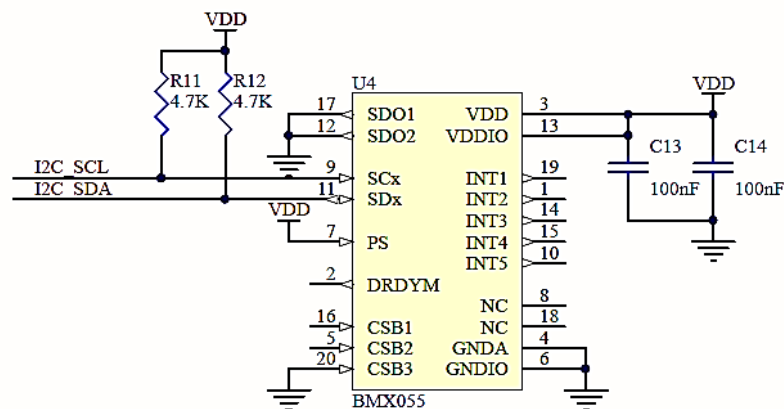 VDD
R11
4.7K
R12
4.7K
I2C_SCL
I2C_SDA
VDD
U4
17 SDO1
12 SDO2
9 SCx
11 SDx
7 PS
2 DRDYM
16 CSB1
5 CSB2
20 CSB3
VDD 3
VDDIO 13
INT1 19
INT2 1
INT3 14
INT4 15
INT5 10
NC 8
NC 18
GNDA 4
GNDIO 6
BMX055
VDD
C13
100nF
C14
100nF